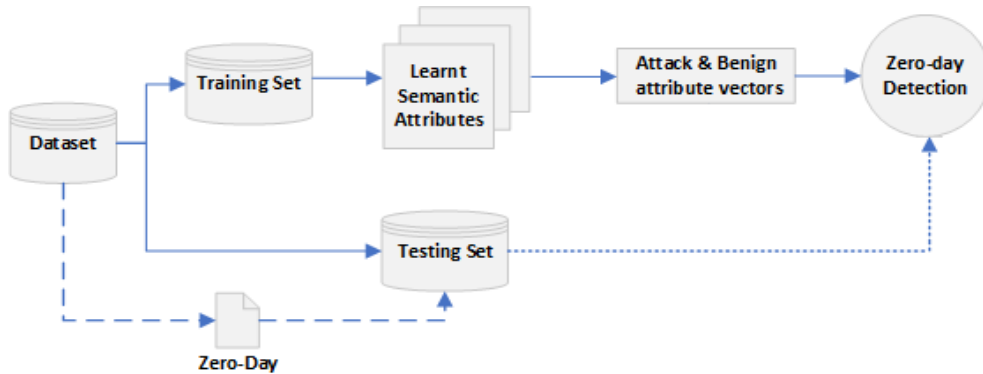 Dataset
Training Set
Learnt
Semantic
Attributes
Attack & Benign
attribute vectors
Zero-day
Detection
Testing Set
Zero-Day